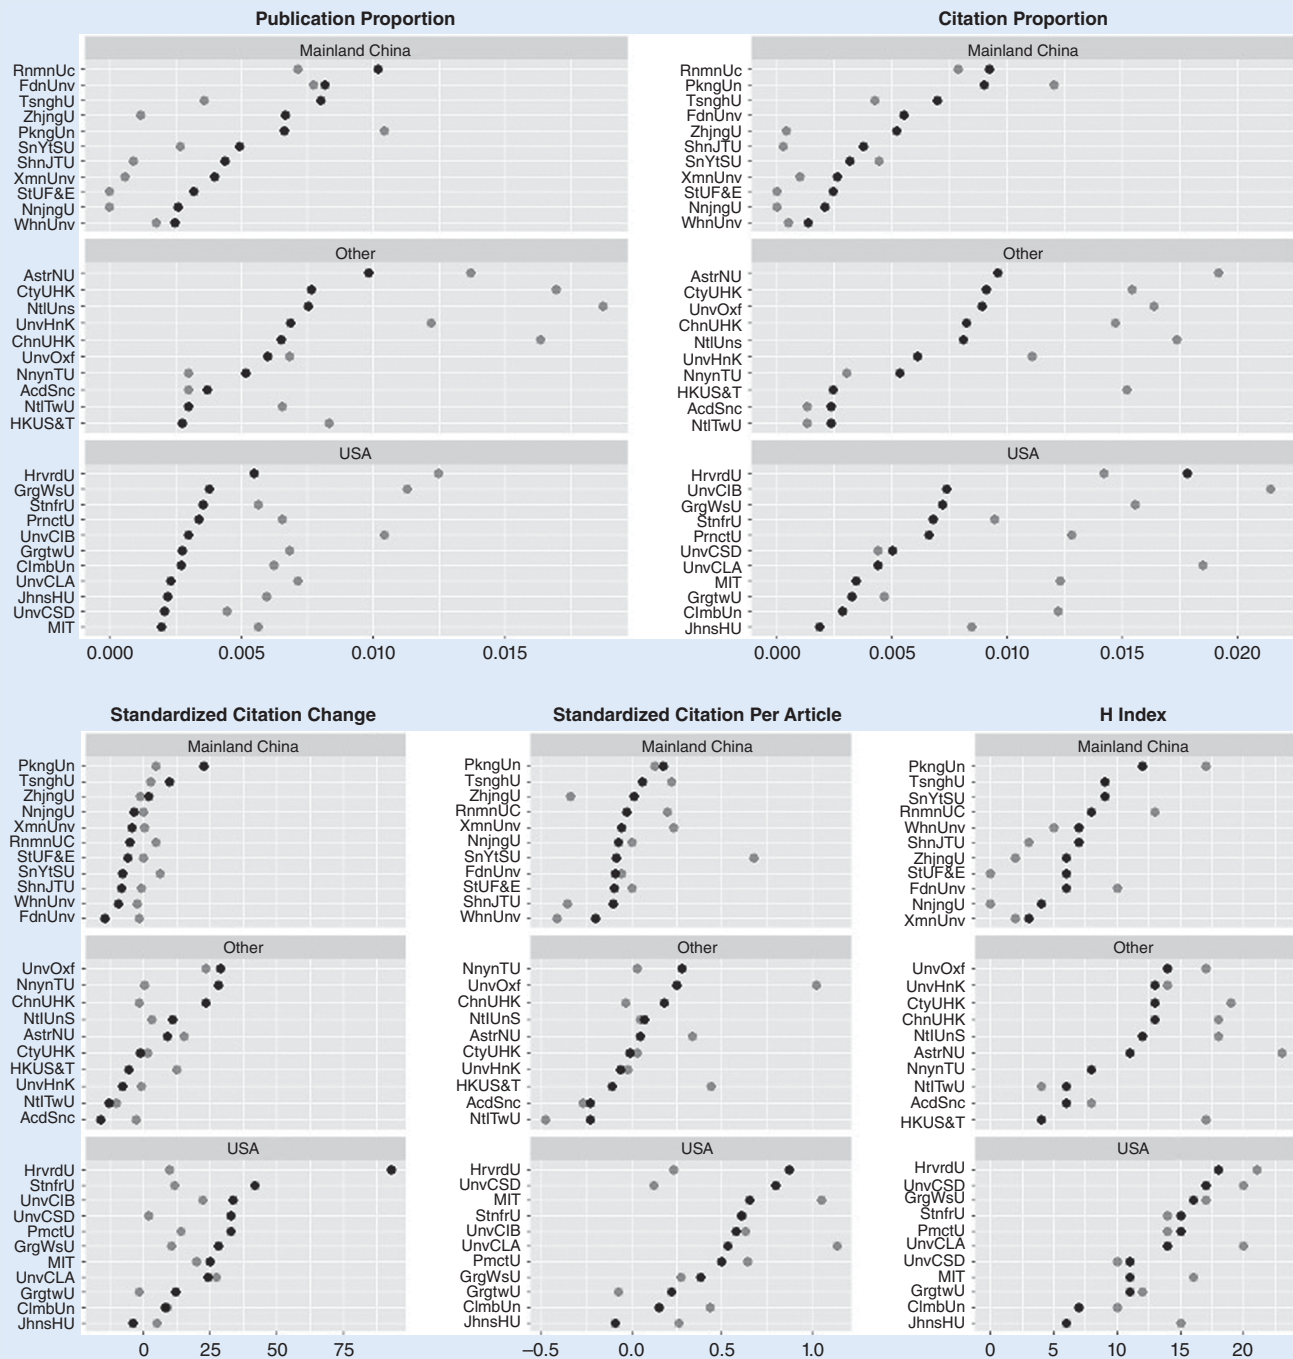 Publication Proportion
Mainland China
RnmnUc
FdnUnv
TsnghU
ZhjngU
PkngUn
SnYtSU
ShnJTU
XmnUnv
StUF&E
NnjngU
WhnUnv
Other
AstrNU
CtyUHK
NtlUns
UnvHnK
ChnUHK
UnvOxf
NnynTU
AcdSnc
NtlTwU
HKUS&T
USA
HrvrdU
GrgWsU
StnfrU
PrnctU
UnvCIB
GrgtwU
ClmbUn
UnvCLA
JhnsHU
UnvCSD
MIT
0.000 0.005 0.010 0.015
Citation Proportion
Mainland China
RnmnUc
PkngUn
TsnghU
FdnUnv
ZhjngU
ShnJTU
SnYtSU
XmnUnv
StUF&E
NnjngU
WhnUnv
Other
AstrNU
CtyUHK
UnvOxf
ChnUHK
NtlUns
UnvHnK
NnynTU
HKUS&T
AcdSnc
NtlTwU
USA
HrvrdU
UnvCIB
GrgWsU
StnfrU
PrnctU
UnvCSD
UnvCLA
MIT
GrgtwU
ClmbUn
JhnsHU
0.000 0.005 0.010 0.015 0.020
Standardized Citation Change
Mainland China
PkngUn
TsnghU
ZhjngU
NnjngU
XmnUnv
RnmnUC
StUF&E
SnYtSU
ShnJTU
WhnUnv
FdnUnv
Other
UnvOxf
NnynTU
ChnUHK
NtlUnS
AstrNU
CtyUHK
HKUS&T
UnvHnK
NtlTwU
AcdSnc
USA
HrvrdU
StnfrU
UnvCIB
UnvCSD
PmctU
GrgWsU
MIT
UnvCLA
GrgtwU
ClmbUn
JhnsHU
0 25 50 75
Standardized Citation Per Article
Mainland China
PkngUn
TsnghU
ZhjngU
RnmnUC
XmnUnv
NnjngU
SnYtSU
FdnUnv
StUF&E
ShnJTU
WhnUnv
Other
NnynTU
UnvOxf
ChnUHK
NtlUnS
AstrNU
CtyUHK
UnvHnK
HKUS&T
AcdSnc
NtlTwU
USA
HrvrdU
UnvCSD
MIT
StnfrU
UnvCIB
UnvCLA
PmctU
GrgWsU
GrgtwU
ClmbUn
JhnsHU
−0.5 0.0 0.5 1.0
H Index
Mainland China
PkngUn
TsnghU
SnYtSU
RnmnUC
WhnUnv
ShnJTU
ZhjngU
StUF&E
FdnUnv
NnjngU
XmnUnv
Other
UnvOxf
UnvHnK
CtyUHK
ChnUHK
NtlUnS
AstrNU
NnynTU
NtlTwU
AcdSnc
HKUS&T
USA
HrvrdU
UnvCSD
GrgWsU
StnfrU
PmctU
UnvCLA
UnvCSD
MIT
GrgtwU
ClmbUn
JhnsHU
0 5 10 15 20